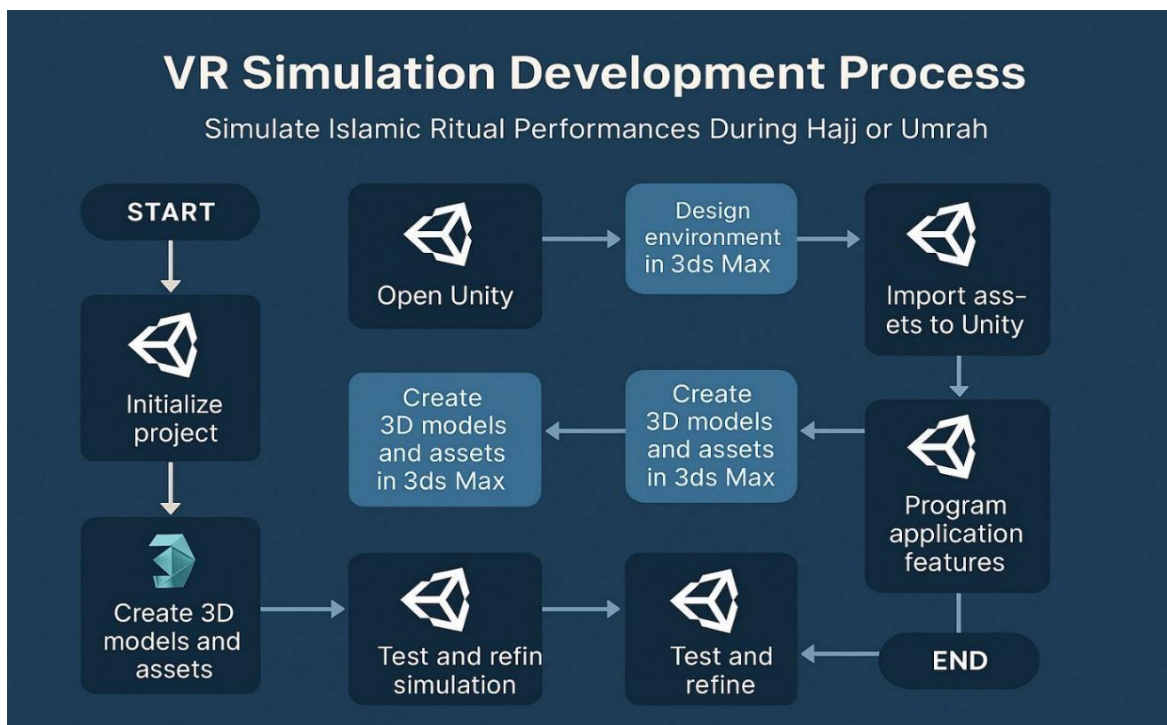 VR Simulation Development Process
Simulate Islamic Ritual Performances During Hajj or Umrah
START
Initialize
project
Create 3D
models and
assets
Open Unity
Design
environment
in 3ds Max
Import ass-
ets to Unity
Create
3D models
and assets
in 3ds Max
Create
3D models
and assets
in 3ds Max
Program
application
features
Test and refin
simulation
Test and
refine
END